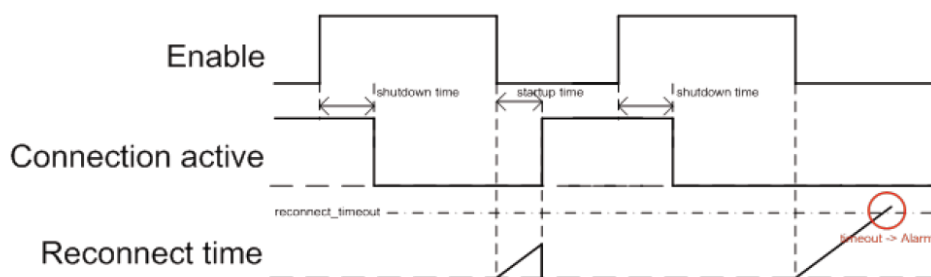 Enable
shutdown time
startup time
shutdown time
Connection active
reconnect_timeout
timeout -> Alarm
Reconnect time